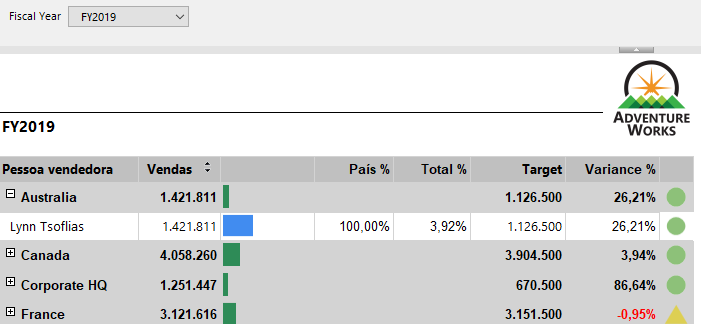 Fiscal Year FY2019
ADVENTURE
WORKS
FY2019
Pessoa vendedora Vendas País % Total % Target Variance %
Australia 1.421.811 1.126.500 26,21%
Lynn Tsoflias 1.421.811 100,00% 3,92% 1.126.500 26,21%
Canada 4.058.260 3.904.500 3,94%
Corporate HQ 1.251.447 670.500 86,64%
France 3.121.616 3.151.500 -0,95%